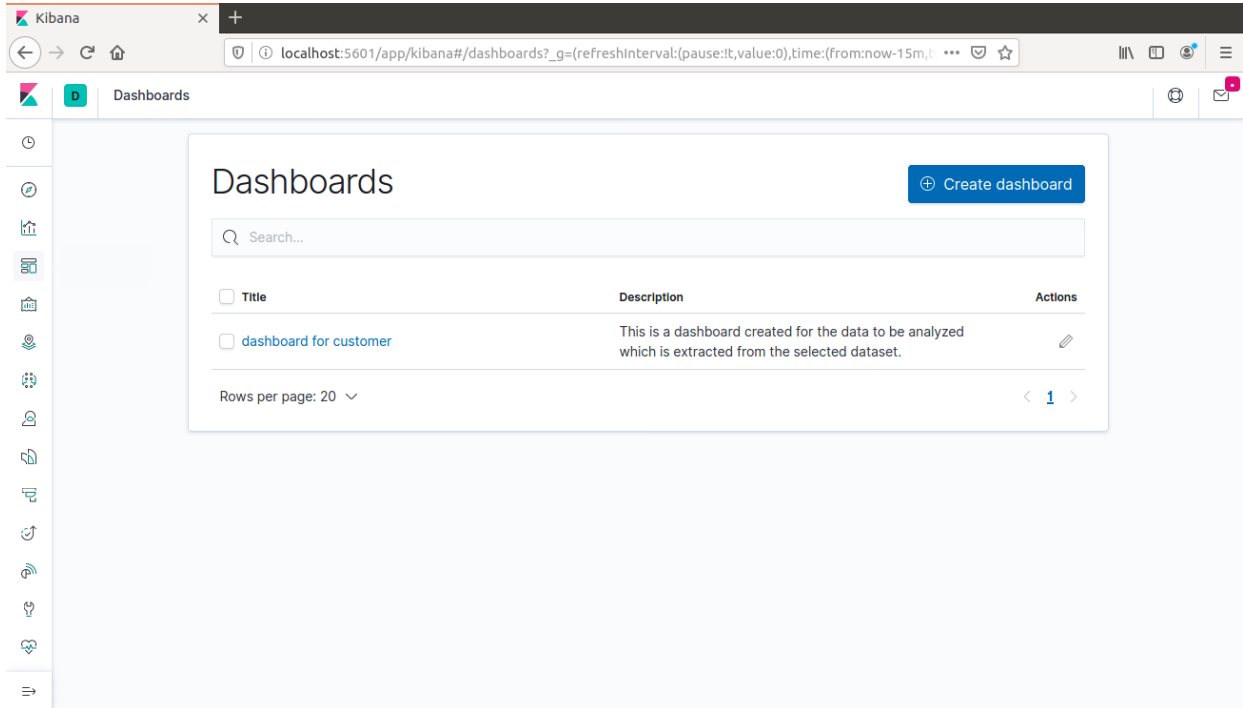 Kibana
localhost:5601/app/kibana#/dashboards?_g=(refreshInterval:(pause:!t,value:0),time:(from:now-15m,
D Dashboards
Dashboards
Create dashboard
Search...
Title Description Actions
dashboard for customer This is a dashboard created for the data to be analyzed
which is extracted from the selected dataset.
Rows per page: 20 1